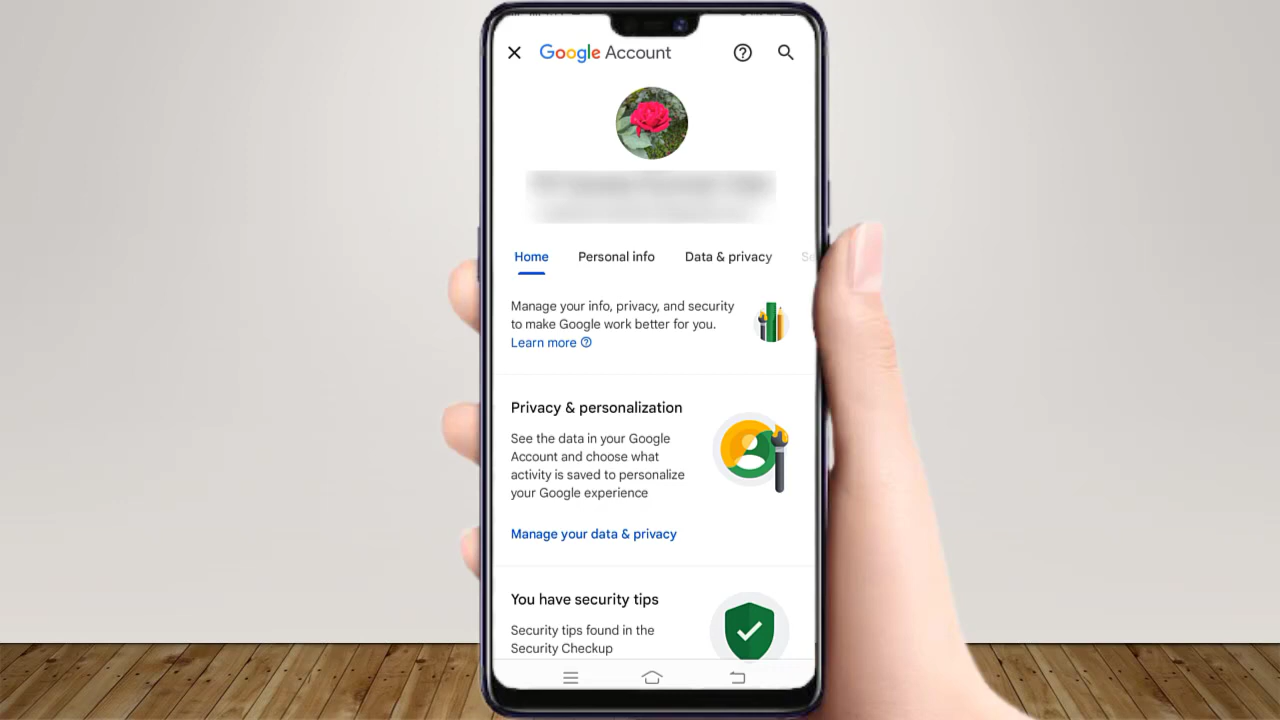 Google Account
Home Personal info Data & privacy
Manage your info, privacy, and security
to make Google work better for you.
Learn more
Privacy & personalization
See the data in your Google
Account and choose what
activity is saved to personalize
your Google experience
Manage your data & privacy
You have security tips
Security tips found in the
Security Checkup